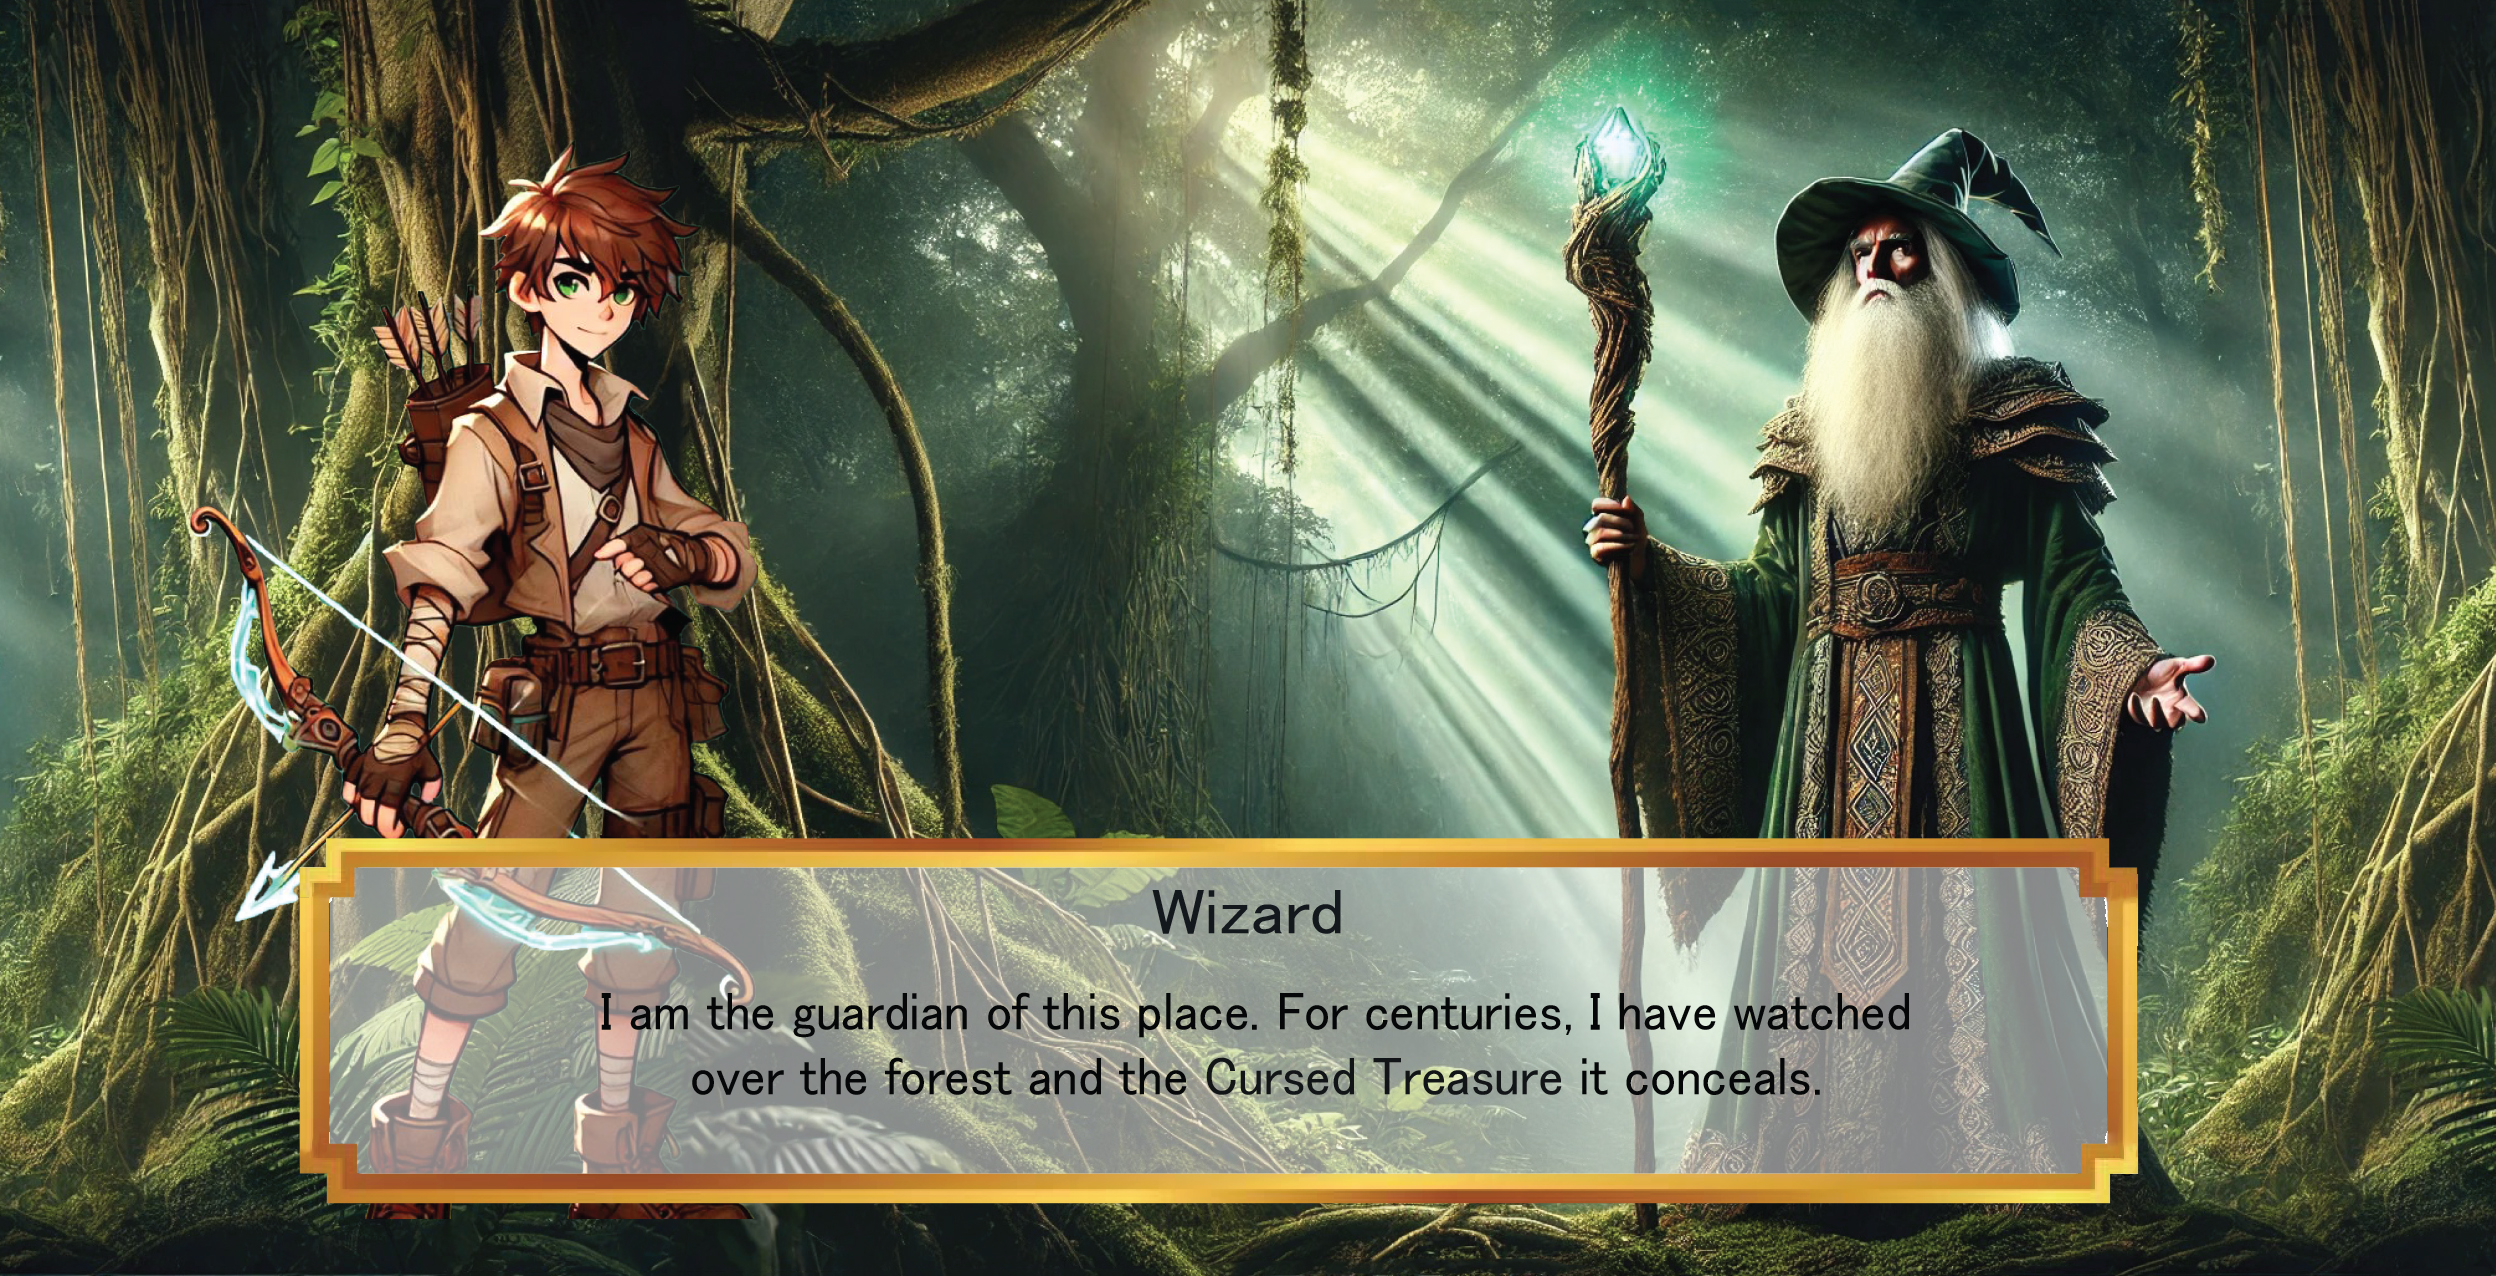 Wizard
I am the guardian of this place. For centuries, I have watched
over the forest and the Cursed Treasure it conceals.